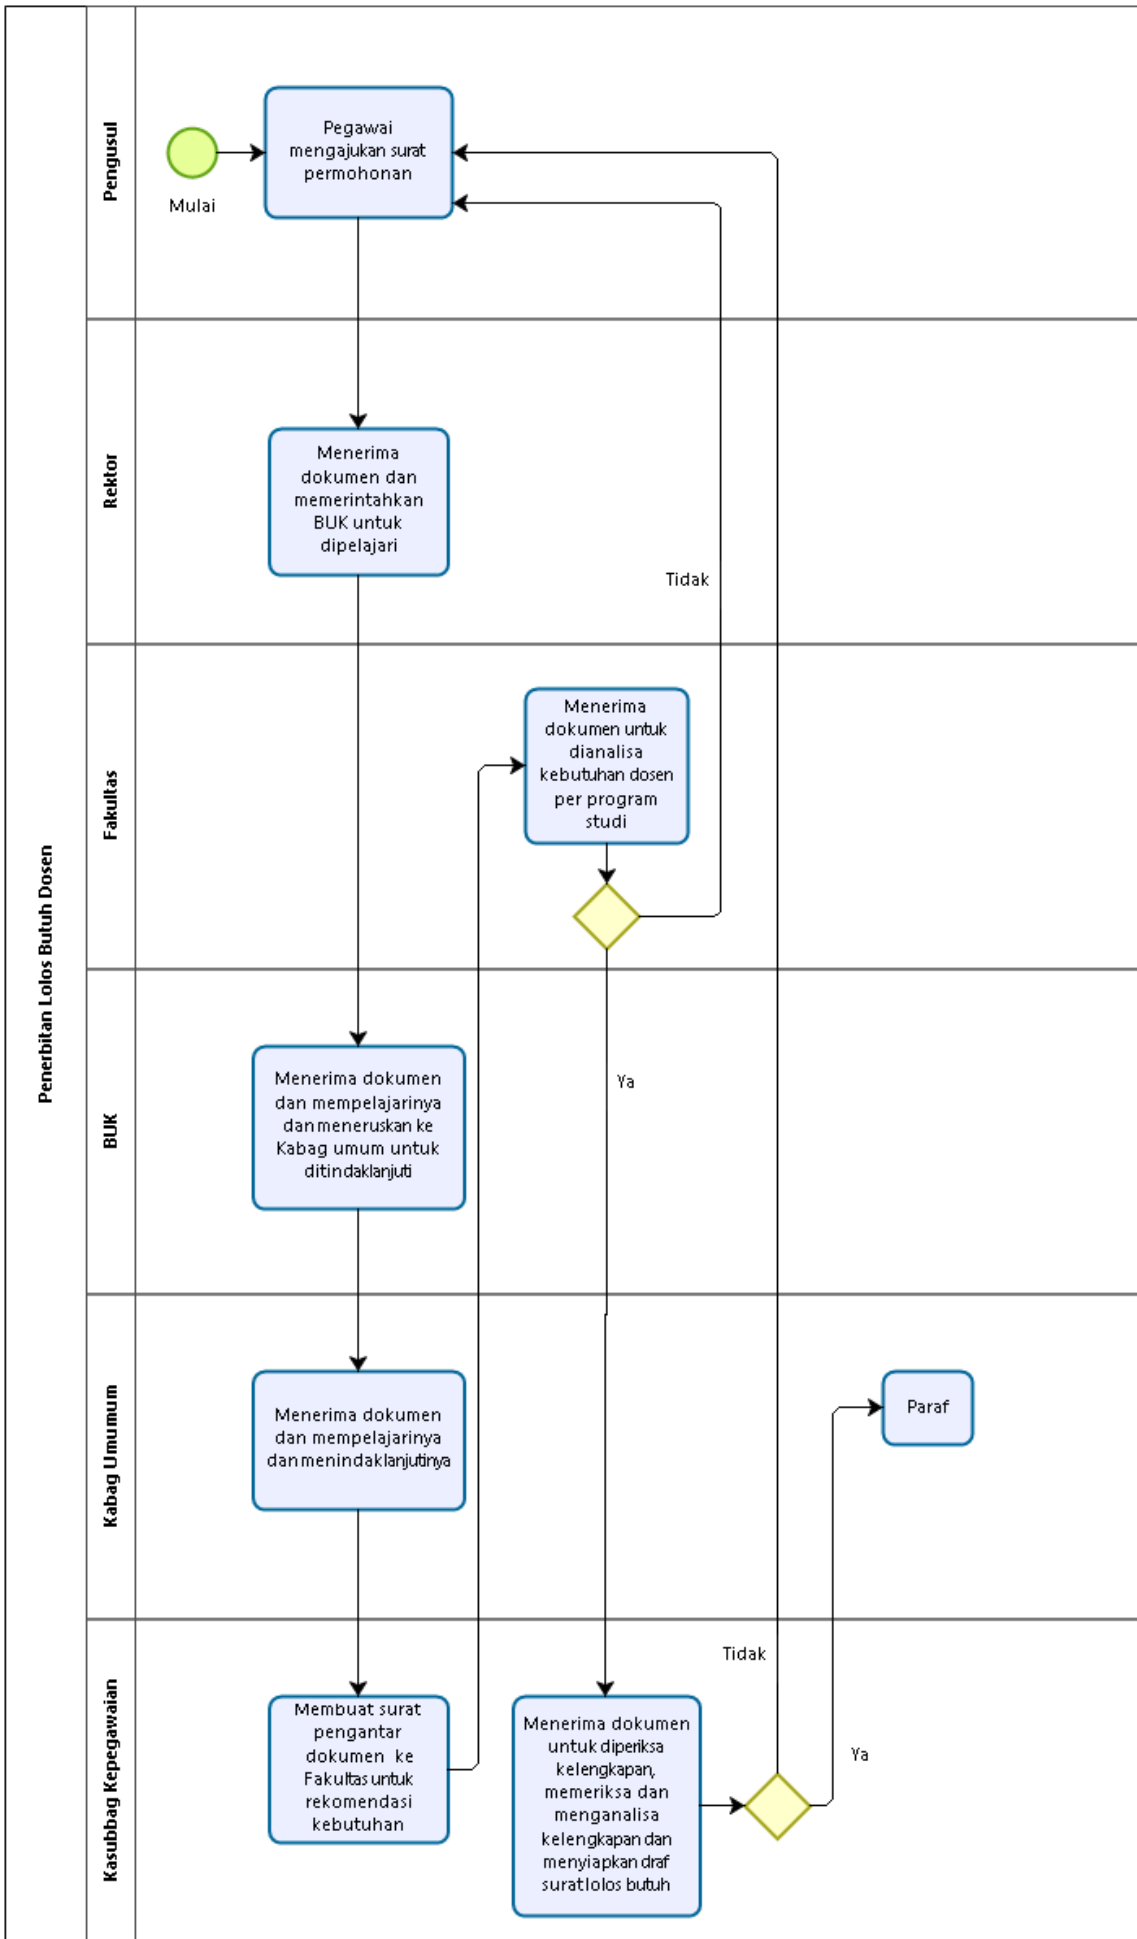 Penerbitan Lolos Butuh Dosen
Pengusul
Mulai
Pegawai
mengajukan surat
permohonan
Rektor
Menerima
dokumen dan
memerintahkan
BUK untuk
dipelajari
Tidak
Fakultas
Menerima
dokumen untuk
dianalisa
kebutuhan dosen
per program
studi
BUK
Menerima dokumen
dan mempelajarinya
dan meneruskan ke
Kabag umum untuk
ditindaklanjuti
Ya
Kabag Umumum
Menerima dokumen
dan mempelajarinya
dan menindaklanjutinya
Paraf
Kasubbag Kepegawaian
Membuat surat
pengantar
dokumen ke
Fakultas untuk
rekomendasi
kebutuhan
Menerima dokumen
untuk diperiksa
kelengkapan,
memeriksa dan
menganalisa
kelengkapan dan
menyiapkan draf
surat lolos butuh
Tidak
Ya